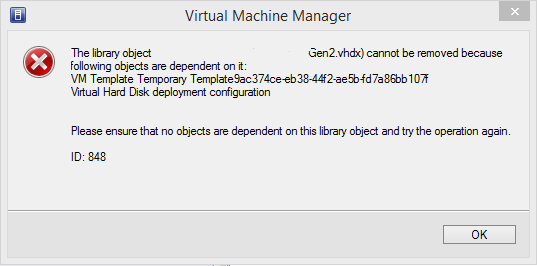 Virtual Machine Manager
The library object Gen2.vhdx) cannot be removed because
following objects are dependent on it:
VM Template Temporary Template9ac374ce-eb38-44f2-ae5b-fd7a86bb107f
Virtual Hard Disk deployment configuration
Please ensure that no objects are dependent on this library object and try the operation again.
ID: 848
OK